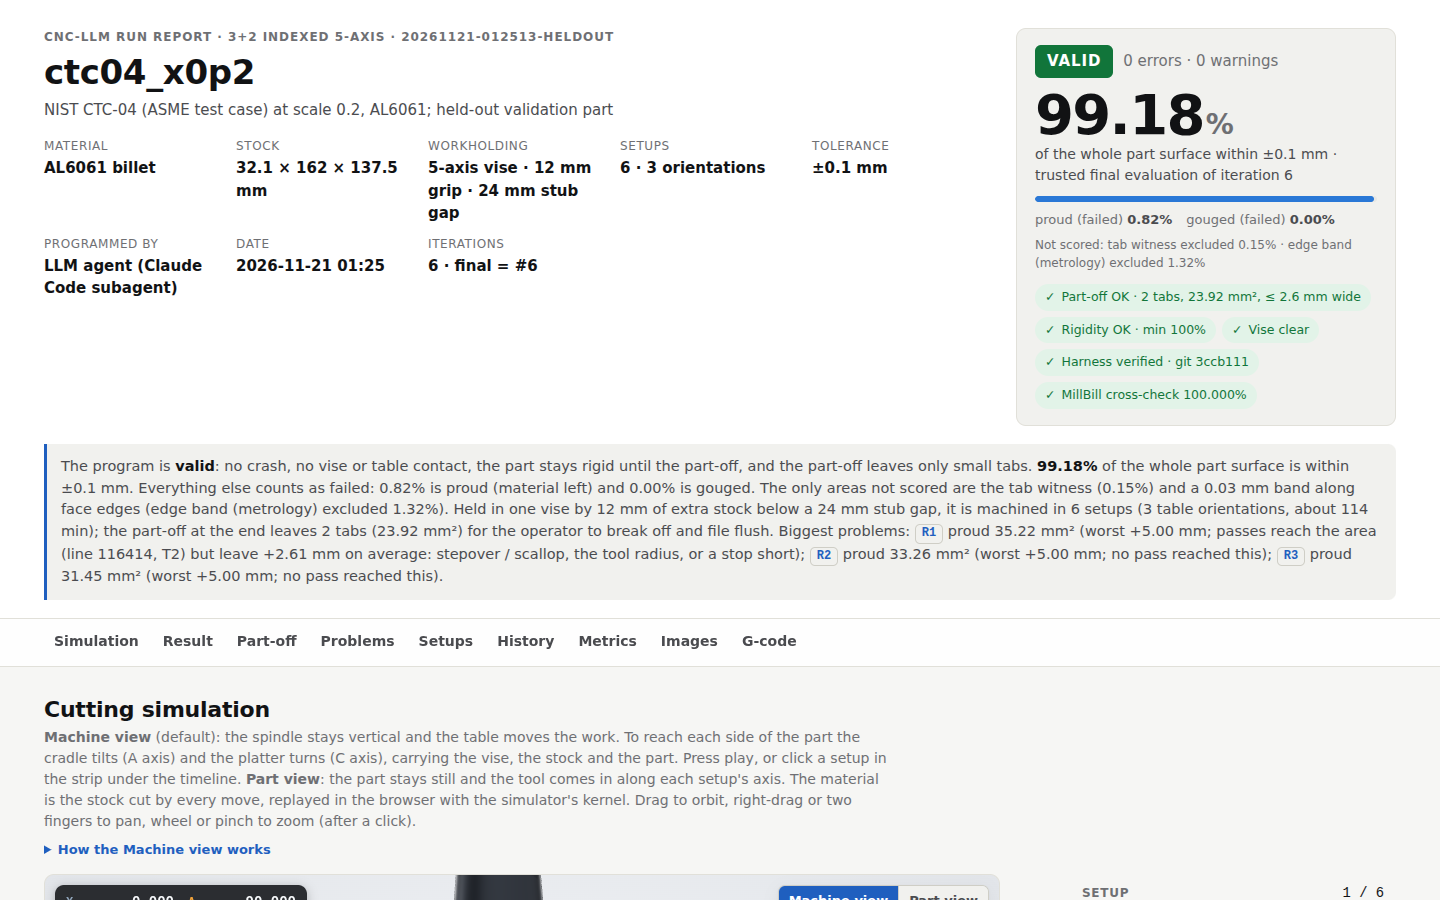 CNC-LLM RUN REPORT · 3+2 INDEXED 5-AXIS · 20261121-012513-HELDOUT
ctc04_x0p2
NIST CTC-04 (ASME test case) at scale 0.2, AL6061; held-out validation part
MATERIAL
AL6061 billet
STOCK
32.1 × 162 × 137.5
mm
WORKHOLDING
5-axis vise · 12 mm
grip · 24 mm stub
gap
SETUPS
6 · 3 orientations
TOLERANCE
±0.1 mm
PROGRAMMED BY
LLM agent (Claude
Code subagent)
DATE
2026-11-21 01:25
ITERATIONS
6 · final = #6
VALID 0 errors · 0 warnings
99.18%
of the whole part surface within ±0.1 mm ·
trusted final evaluation of iteration 6
proud (failed) 0.82% gouged (failed) 0.00%
Not scored: tab witness excluded 0.15% · edge band
(metrology) excluded 1.32%
✓ Part-off OK · 2 tabs, 23.92 mm², ≤ 2.6 mm wide
✓ Rigidity OK · min 100% ✓ Vise clear
✓ Harness verified · git 3ccb111
✓ MillBill cross-check 100.000%
The program is valid: no crash, no vise or table contact, the part stays rigid until the part-off, and the part-off leaves only small tabs. 99.18% of the whole part surface is within
±0.1 mm. Everything else counts as failed: 0.82% is proud (material left) and 0.00% is gouged. The only areas not scored are the tab witness (0.15%) and a 0.03 mm band along
face edges (edge band (metrology) excluded 1.32%). Held in one vise by 12 mm of extra stock below a 24 mm stub gap, it is machined in 6 setups (3 table orientations, about 114
min); the part-off at the end leaves 2 tabs (23.92 mm²) for the operator to break off and file flush. Biggest problems: R1 proud 35.22 mm² (worst +5.00 mm; passes reach the area
(line 116414, T2) but leave +2.61 mm on average: stepover / scallop, the tool radius, or a stop short); R2 proud 33.26 mm² (worst +5.00 mm; no pass reached this); R3 proud
31.45 mm² (worst +5.00 mm; no pass reached this).
Simulation Result Part-off Problems Setups History Metrics Images G-code
Cutting simulation
Machine view (default): the spindle stays vertical and the table moves the work. To reach each side of the part the
cradle tilts (A axis) and the platter turns (C axis), carrying the vise, the stock and the part. Press play, or click a setup in
the strip under the timeline. Part view: the part stays still and the tool comes in along each setup's axis. The material
is the stock cut by every move, replayed in the browser with the simulator's kernel. Drag to orbit, right-drag or two
fingers to pan, wheel or pinch to zoom (after a click).
▶ How the Machine view works
Machine view Part view
SETUP 1 / 6